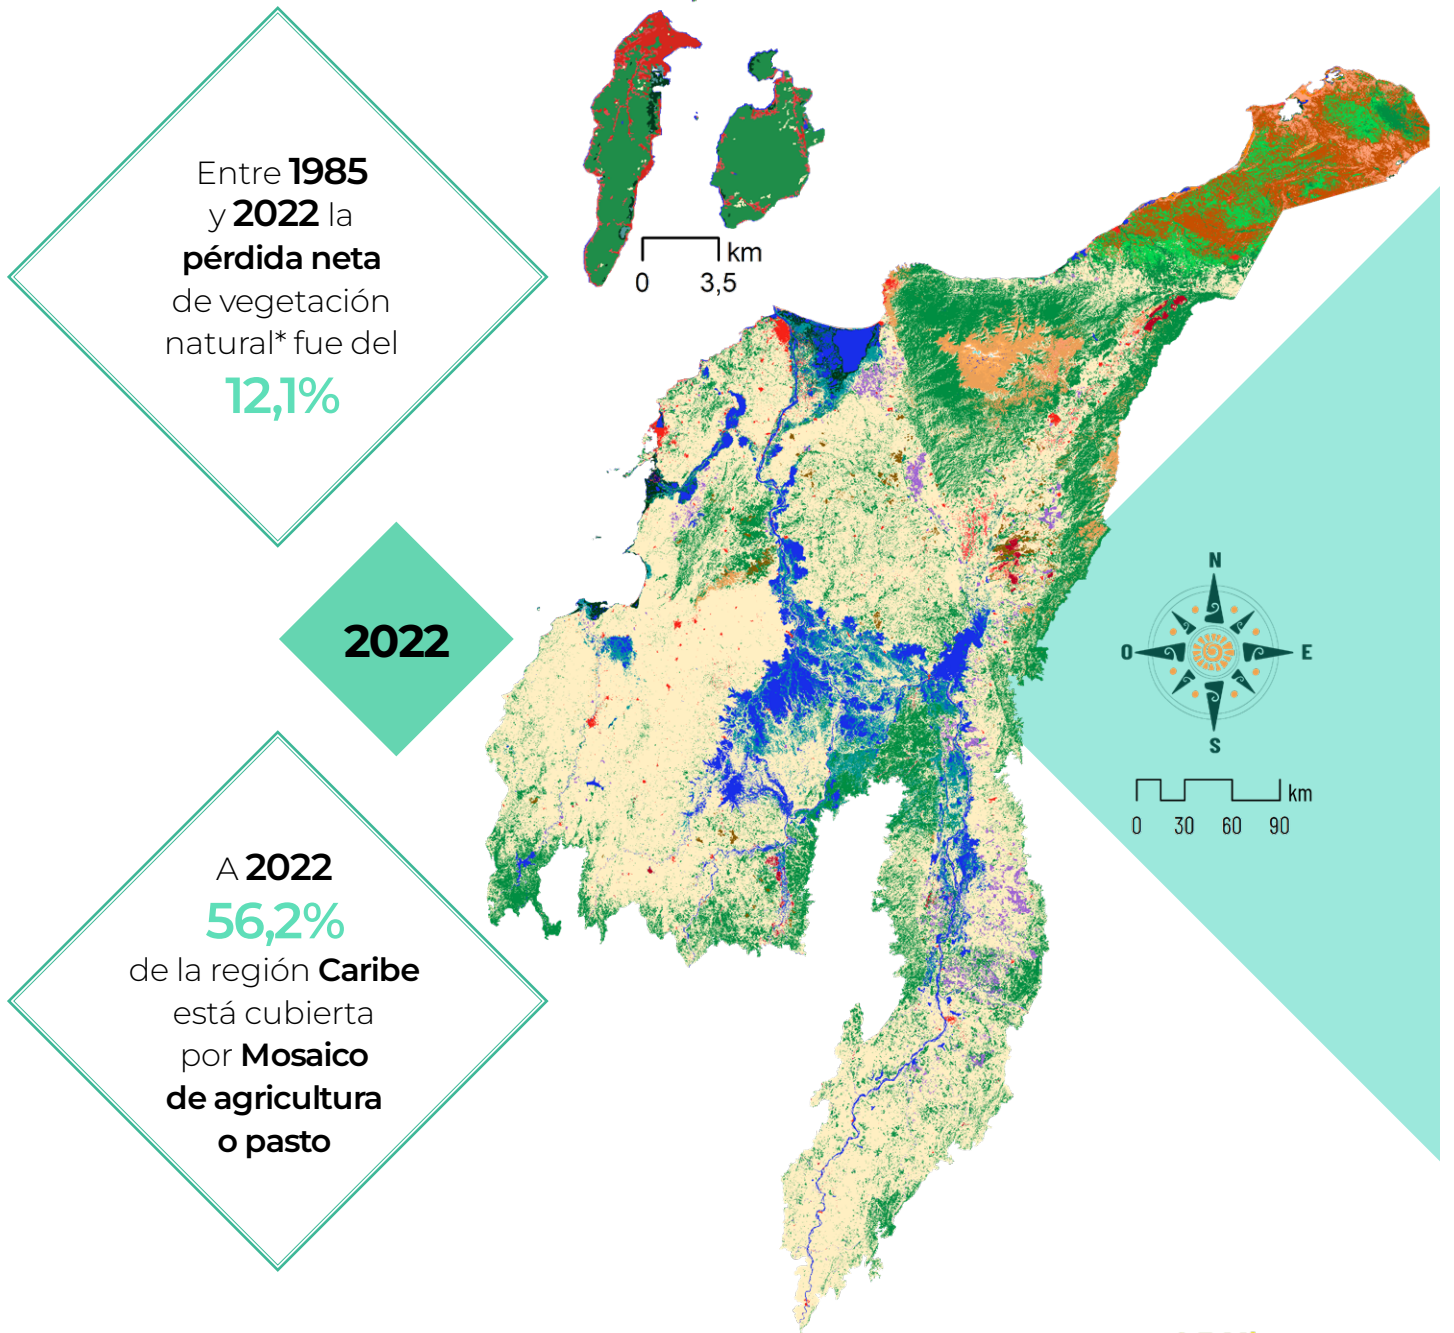 Entre 1985
y 2022 la
pérdida neta
de vegetación
natural* fue del
12,1%
km
0 3,5
2022
N
O E
S
km
0 30 60 90
A 2022
56,2%
de la región Caribe
está cubierta
por Mosaico
de agricultura
o pasto